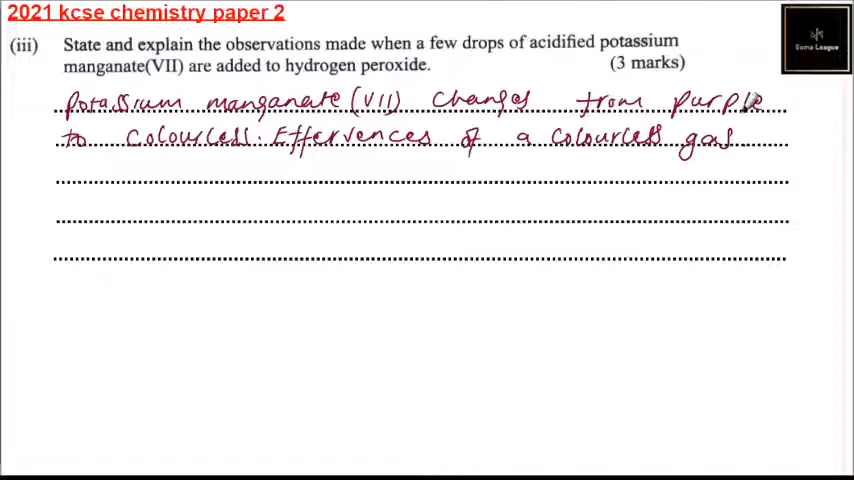 2021 kcse chemistry paper 2
(iii) State and explain the observations made when a few drops of acidified potassium
manganate(VII) are added to hydrogen peroxide. (3 marks)
Potassium manganate (VII) changes from purple
to colourless. Effervences of a colourless gas
Soma League